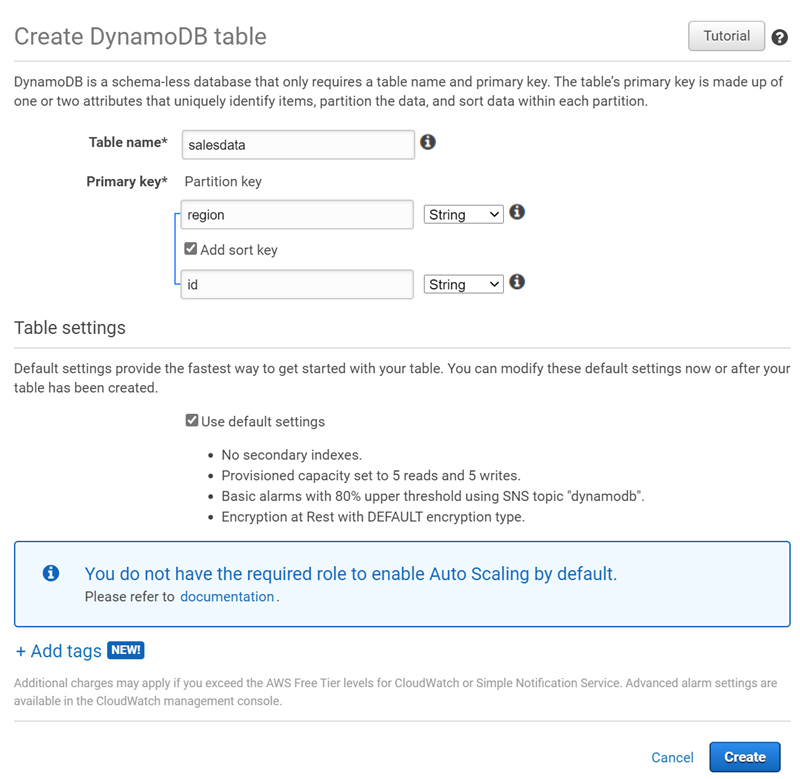 Create DynamoDB table
Tutorial
?
DynamoDB is a schema-less database that only requires a table name and primary key. The table's primary key is made up of
one or two attributes that uniquely identify items, partition the data, and sort data within each partition.
Table name*
salesdata
Primary key*
Partition key
region
String
Add sort key
id
String
Table settings
Default settings provide the fastest way to get started with your table. You can modify these default settings now or after your
table has been created.
Use default settings
• No secondary indexes.
• Provisioned capacity set to 5 reads and 5 writes.
• Basic alarms with 80% upper threshold using SNS topic "dynamodb".
• Encryption at Rest with DEFAULT encryption type.
You do not have the required role to enable Auto Scaling by default.
Please refer to documentation.
+ Add tags NEW!
Additional charges may apply if you exceed the AWS Free Tier levels for CloudWatch or Simple Notification Service. Advanced alarm settings are
available in the CloudWatch management console.
Cancel
Create